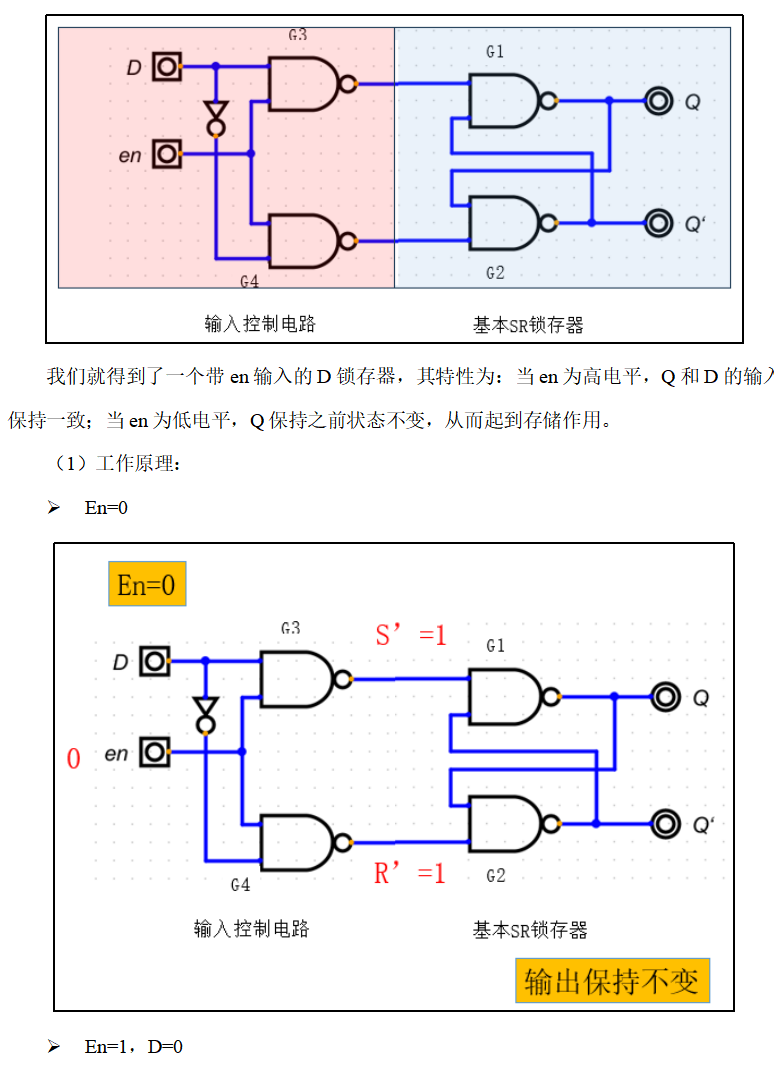 G3
G1
D
Q
en
Q‘
G4
G2
输入控制电路
基本SR锁存器
我们就得到了一个带 en 输入的 D 锁存器，其特性为：当 en 为高电平，Q 和 D 的输入
保持一致；当 en 为低电平，Q 保持之前状态不变，从而起到存储作用。
（1）工作原理：
➢ En=0
En=0
G3
S’=1
G1
D
Q
0
en
Q‘
R’=1
G4
G2
输入控制电路
基本SR锁存器
输出保持不变
➢ En=1，D=0